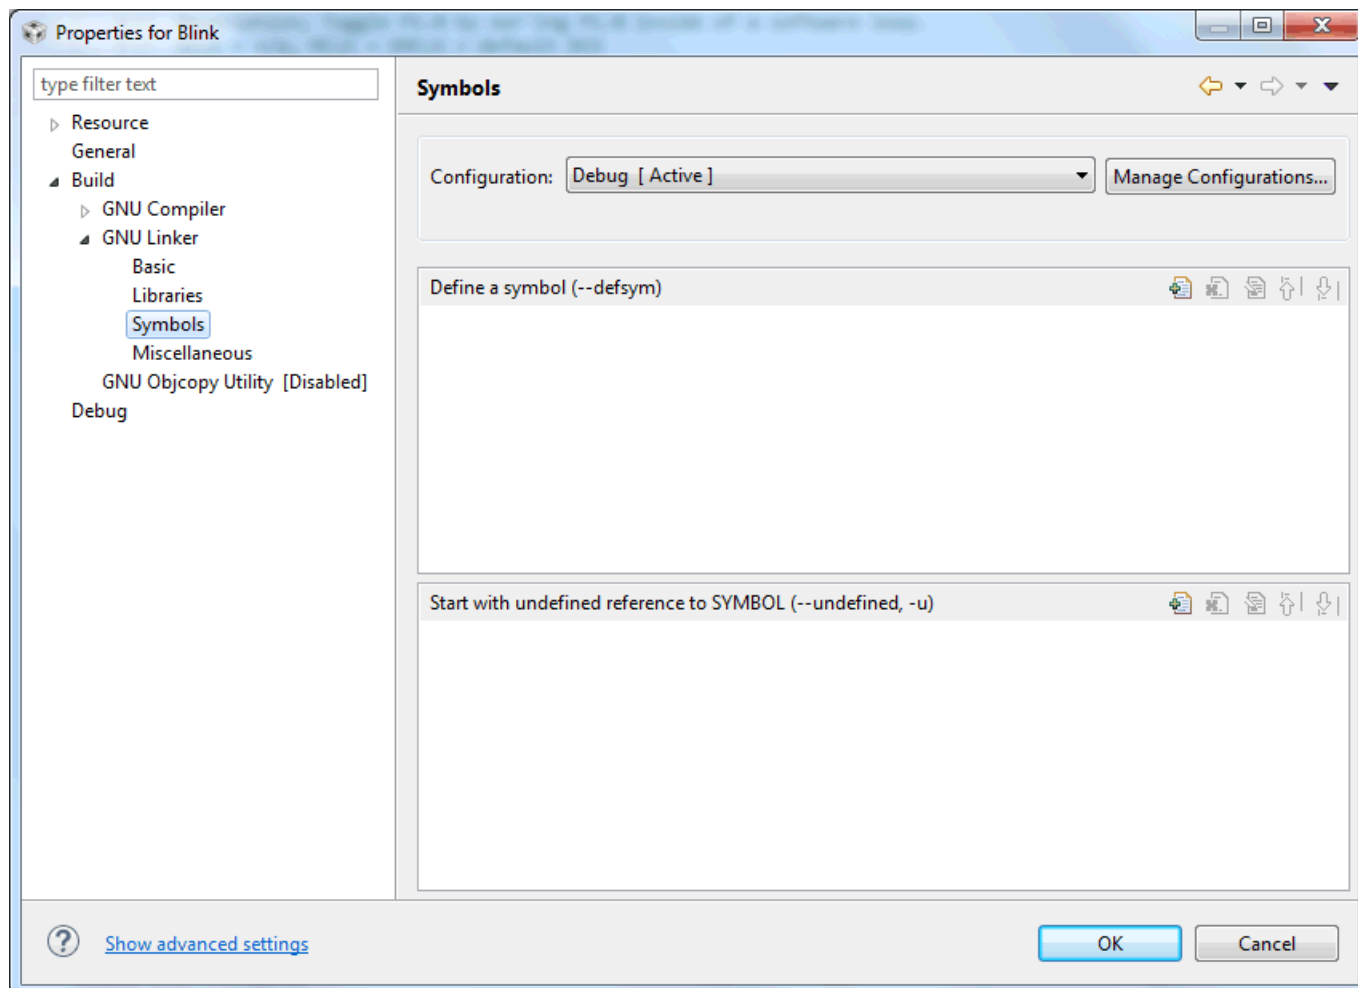 Properties for Blink
type filter text
Resource
General
Build
GNU Compiler
GNU Linker
Basic
Libraries
Symbols
Miscellaneous
GNU Objcopy Utility [Disabled]
Debug
Symbols
Configuration:
Debug [ Active ]
Manage Configurations...
Define a symbol (--defsym)
Start with undefined reference to SYMBOL (--undefined, -u)
Show advanced settings
OK
Cancel